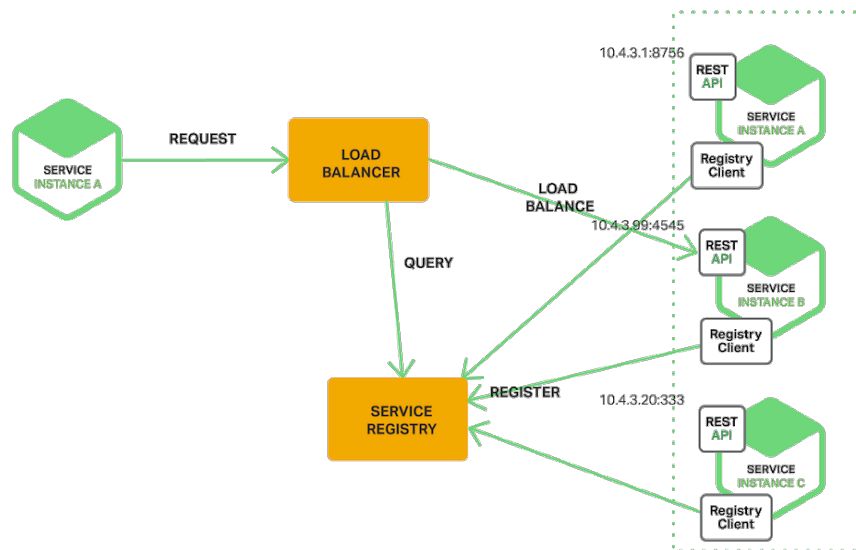 10.4.3.1:8756
REST
API
SERVICE
INSTANCE A
Registry
Client
REQUEST
LOAD
BALANCER
SERVICE
INSTANCE A
LOAD
BALANCE
10.4.3.99:4545
REST
API
SERVICE
INSTANCE B
QUERY
Registry
Client
REGISTER
10.4.3.20:333
SERVICE
REGISTRY
REST
API
SERVICE
INSTANCE C
Registry
Client